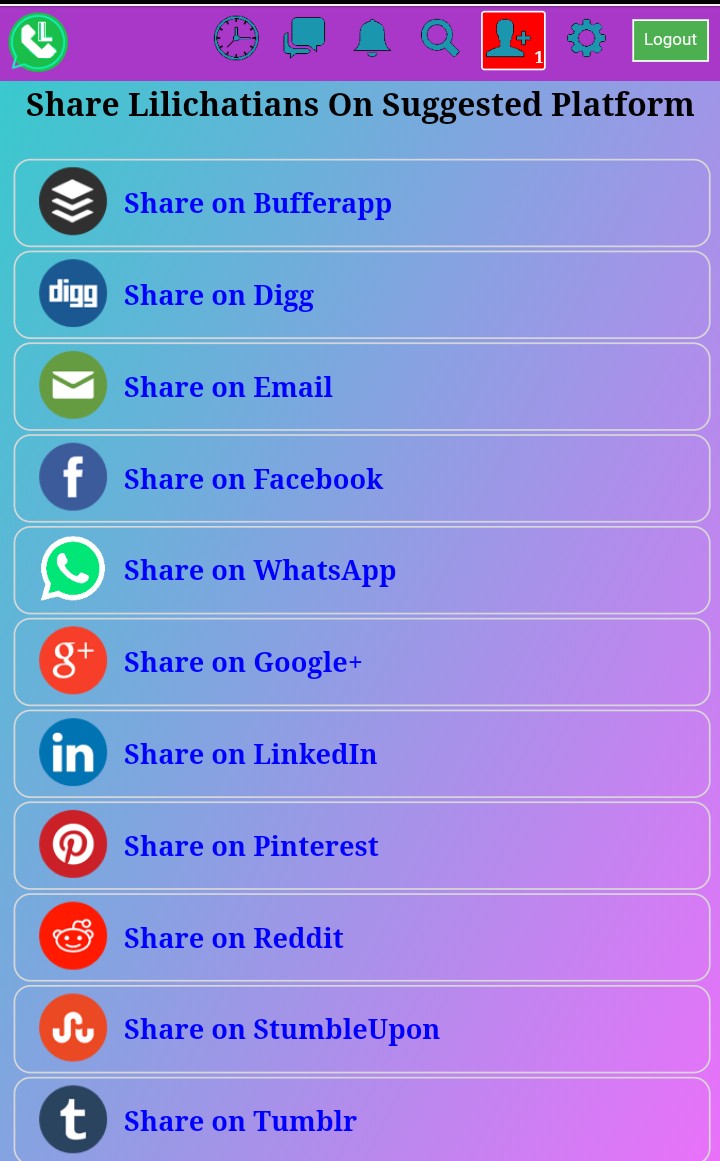 L
1
Logout
Share Lilichatians On Suggested Platform
Share on Bufferapp
digg
Share on Digg
Share on Email
f
Share on Facebook
Share on WhatsApp
g+
Share on Google+
in
Share on LinkedIn
Share on Pinterest
Share on Reddit
Share on StumbleUpon
t
Share on Tumblr